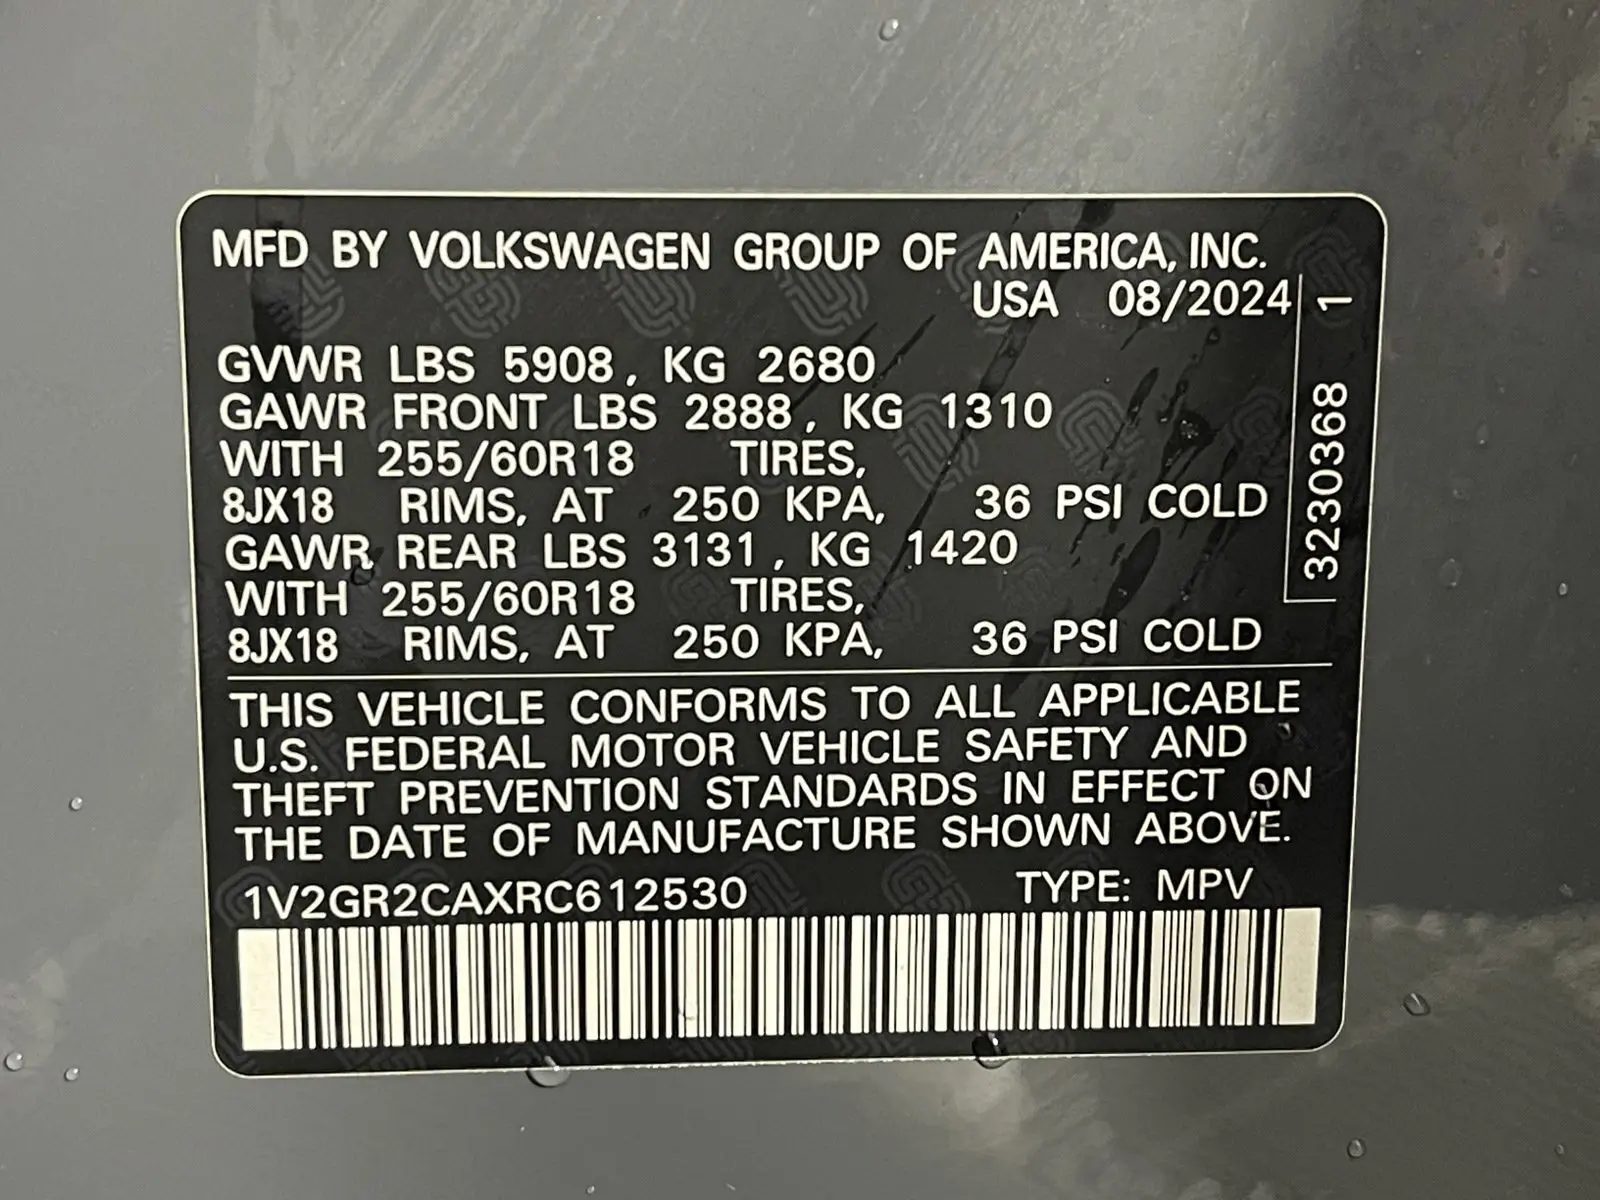 MFD BY VOLKSWAGEN GROUP OF AMERICA, INC.
USA 08/2024
GVWR LBS 5908, KG 2680
GAWR FRONT LBS 2888, KG 1310
WITH 255/60R18 TIRES,
8JX18 RIMS, AT 250 KPA, 36 PSI COLD
GAWR REAR LBS 3131, KG 1420
WITH 255/60R18 TIRES,
8JX18 RIMS, AT 250 KPA, 36 PSI COLD
THIS VEHICLE CONFORMS TO ALL APPLICABLE
U.S. FEDERAL MOTOR VEHICLE SAFETY AND
THEFT PREVENTION STANDARDS IN EFFECT ON
THE DATE OF MANUFACTURE SHOWN ABOVE.
1V2GR2CAXRC612530 TYPE: MPV
3230368 1